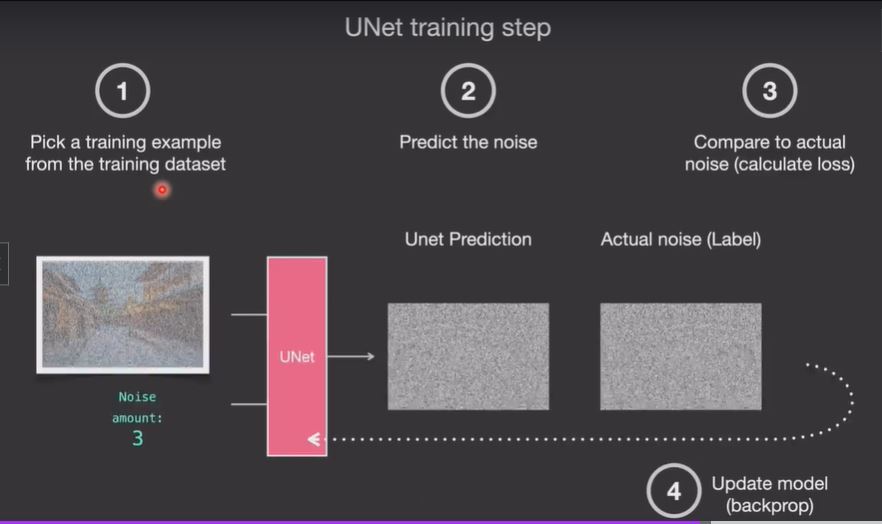 UNet training step
1
Pick a training example
from the training dataset
2
Predict the noise
3
Compare to actual
noise (calculate loss)
Unet Prediction
Actual noise (Label)
UNet
Noise
amount:
3
4
Update model
(backprop)